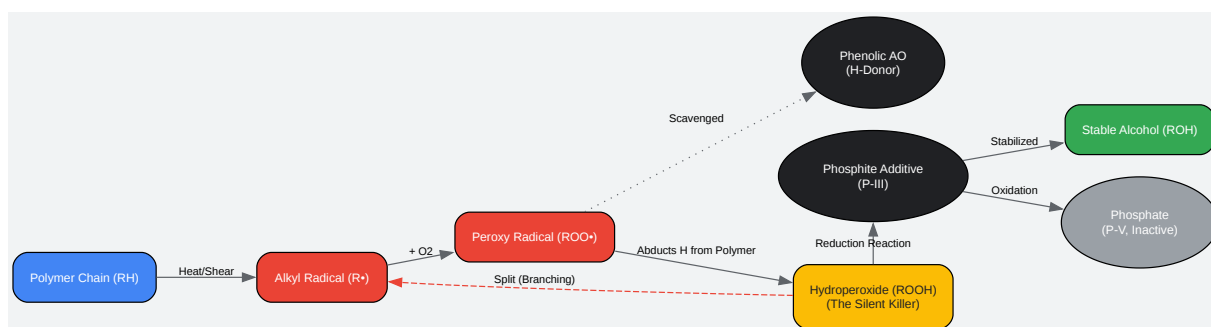 Phenolic AO
(H-Donor)
Scavenged
Stable Alcohol (ROH)
Stabilized
Phosphite Additive
(P-III)
Oxidation
Phosphate
(P-V, Inactive)
Peroxy Radical (ROO•)
Reduction Reaction
+ O2
Abducts H from Polymer
Polymer Chain (RH)
Heat/Shear
Alkyl Radical (R•)
Split (Branching)
Hydroperoxide (ROOH)
(The Silent Killer)